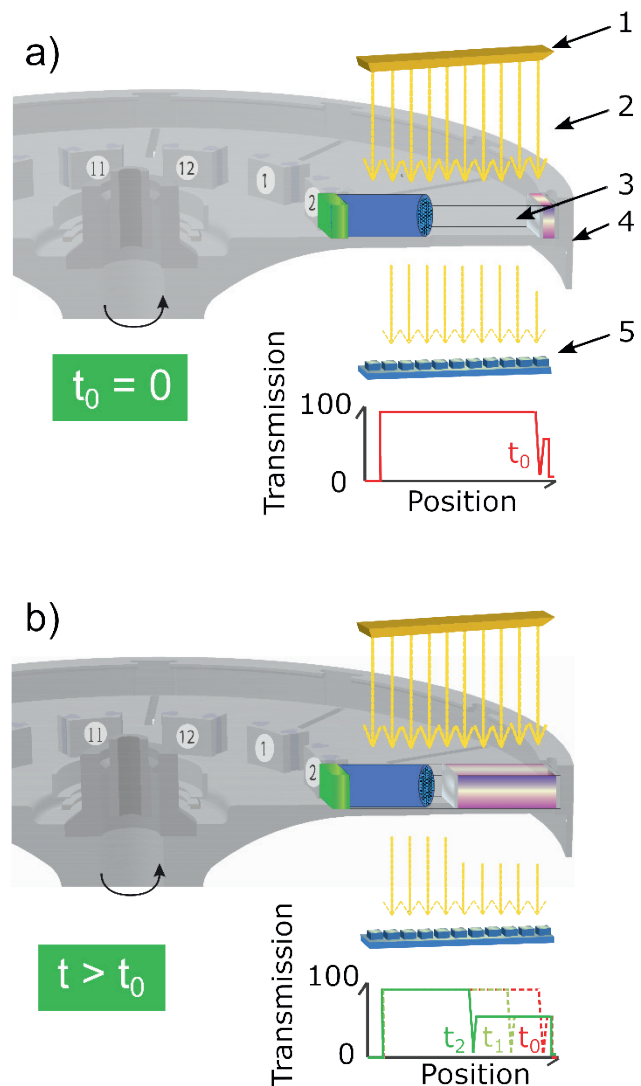 a)
1
2
3
4
5
11
12
1
2
t₀ = 0
Transmission
100
0
t₀
Position
b)
11
12
1
2
t > t₀
Transmission
100
0
t₂
t₁
t₀
Position